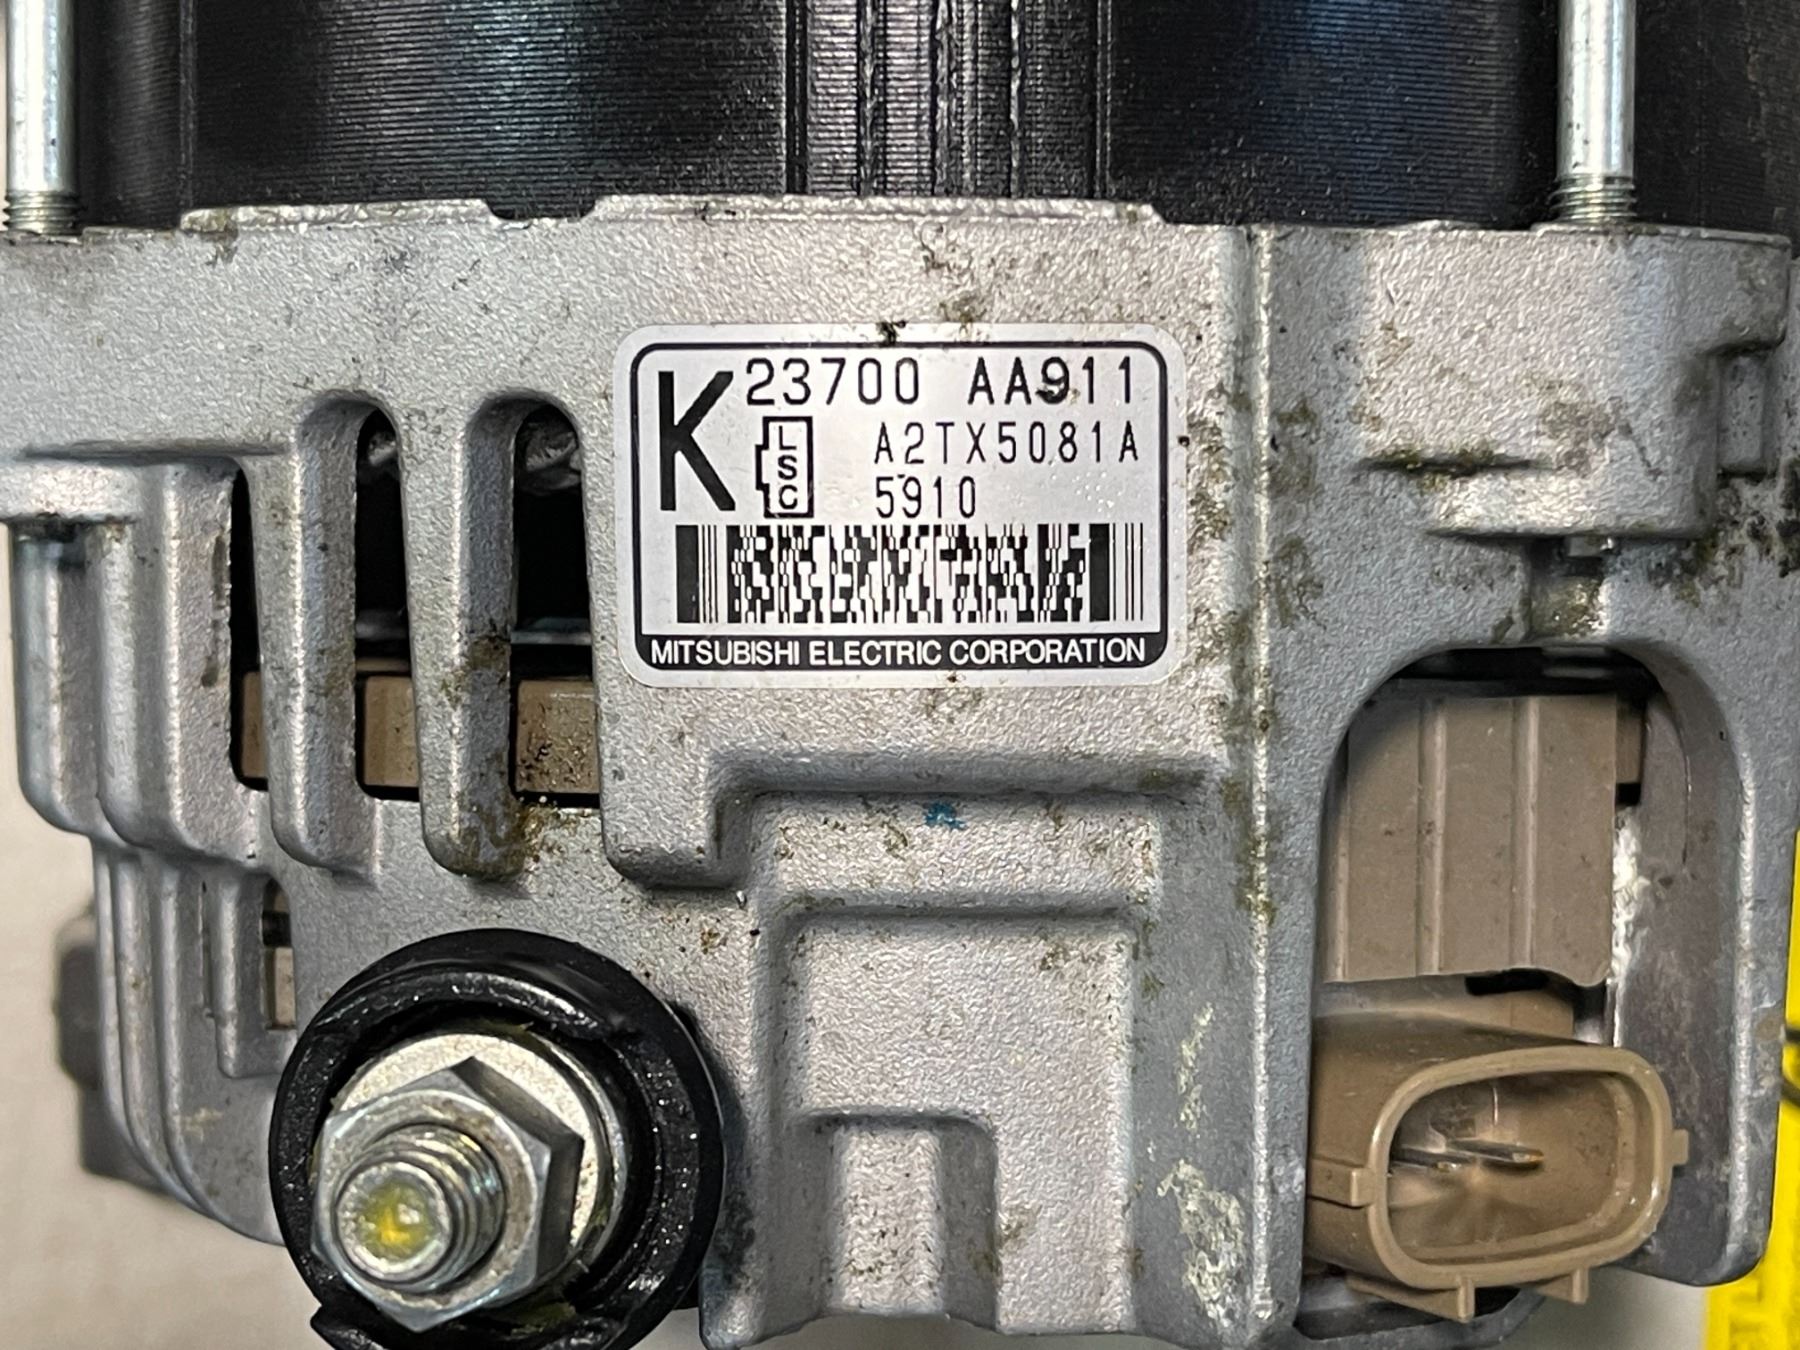 K 23700 AA911
LSC A2TX5081A
5910
MITSUBISHI ELECTRIC CORPORATION